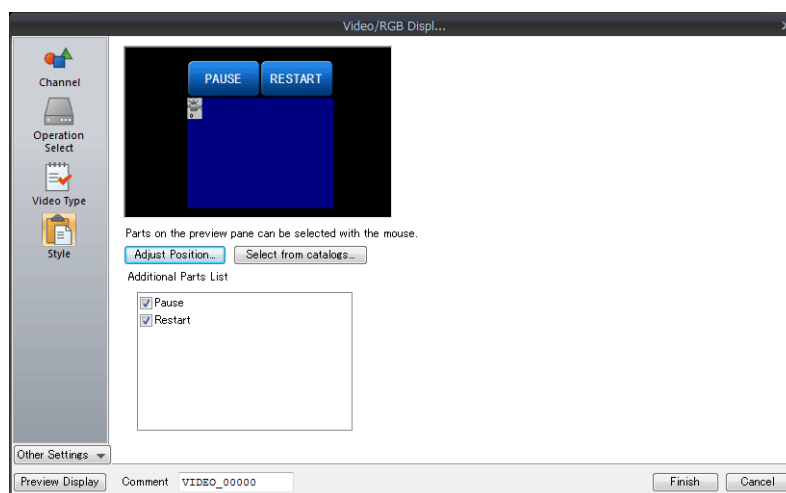 Video/RGB Displ...
Channel
Operation
Select
Video Type
Style
PAUSE RESTART
Parts on the preview pane can be selected with the mouse.
Adjust Position... Select from catalogs...
Additional Parts List
Pause
Restart
Other Settings
Preview Display Comment VIDEO_00000 Finish Cancel